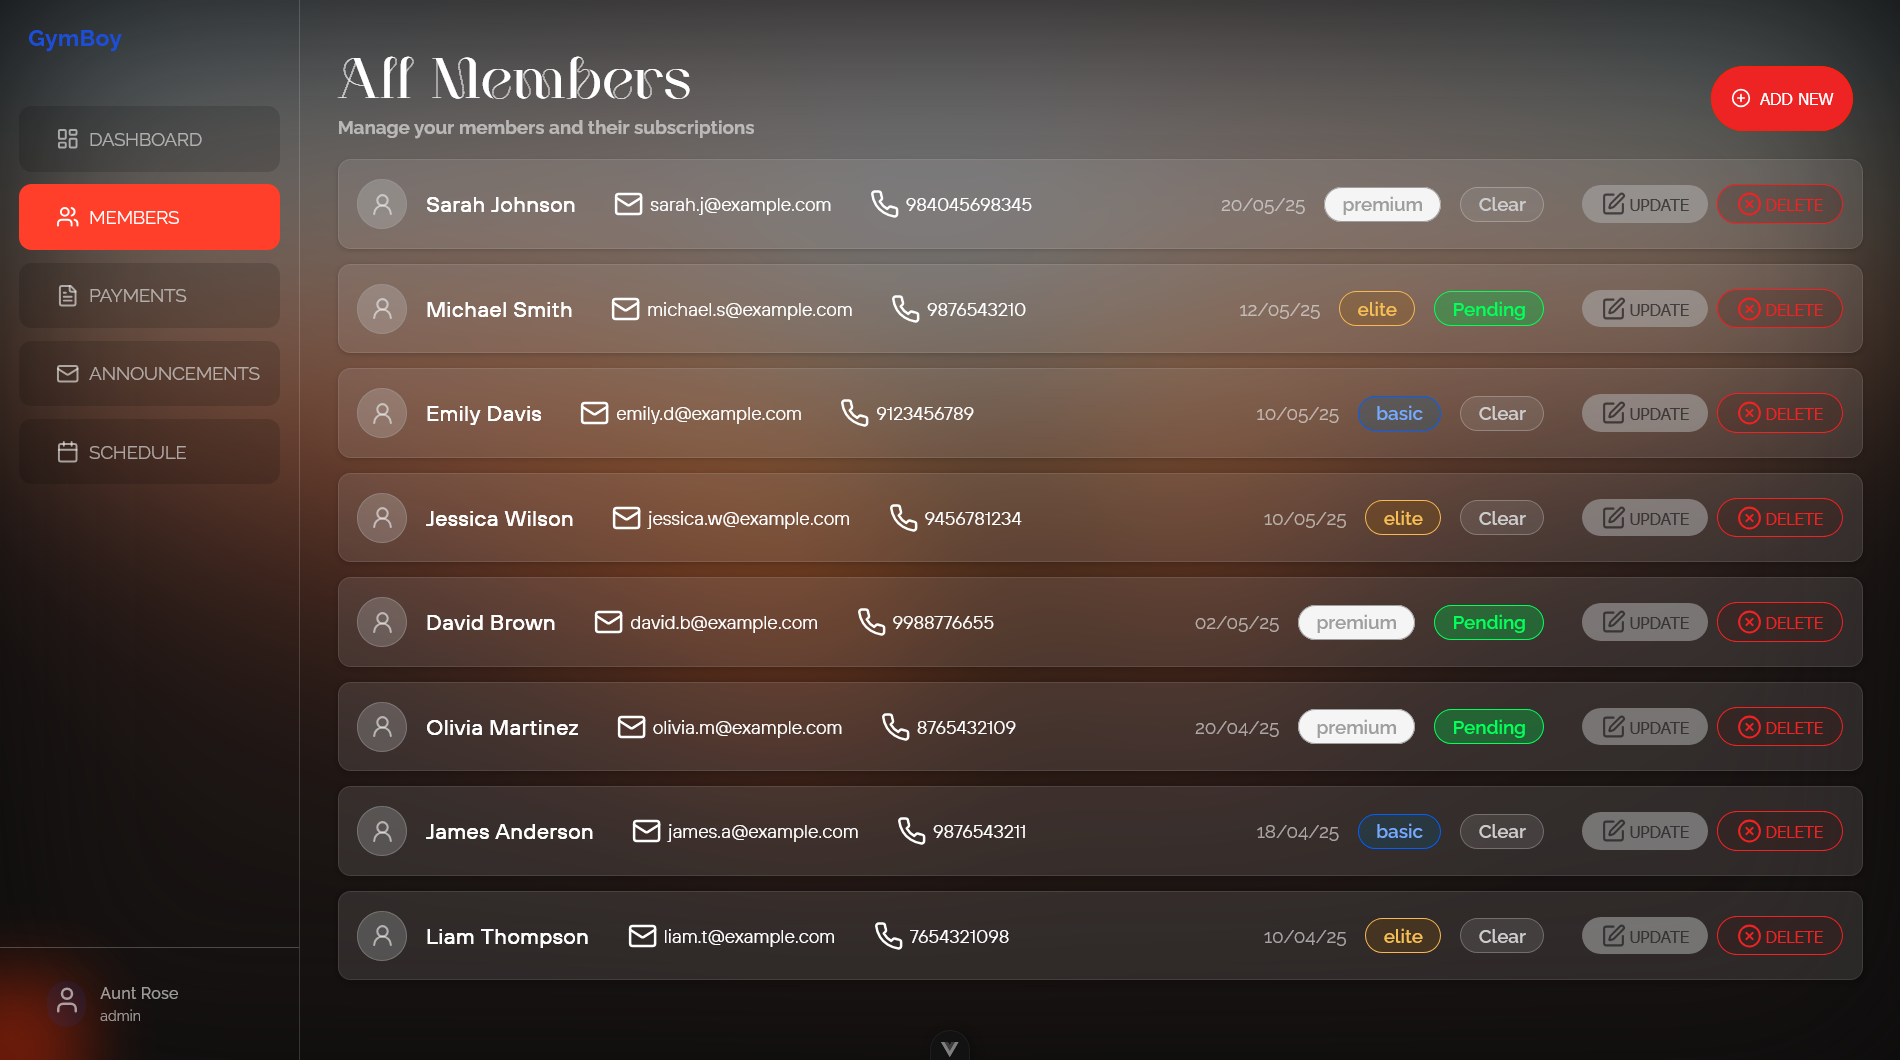 GymBoy
DASHBOARD
MEMBERS
PAYMENTS
ANNOUNCEMENTS
SCHEDULE
Aunt Rose
admin
All Members
Manage your members and their subscriptions
ADD NEW
Sarah Johnson sarah.j@example.com 984045698345 20/05/25 premium Clear UPDATE DELETE
Michael Smith michael.s@example.com 9876543210 12/05/25 elite Pending UPDATE DELETE
Emily Davis emily.d@example.com 9123456789 10/05/25 basic Clear UPDATE DELETE
Jessica Wilson jessica.w@example.com 9456781234 10/05/25 elite Clear UPDATE DELETE
David Brown david.b@example.com 9988776655 02/05/25 premium Pending UPDATE DELETE
Olivia Martinez olivia.m@example.com 8765432109 20/04/25 premium Pending UPDATE DELETE
James Anderson james.a@example.com 9876543211 18/04/25 basic Clear UPDATE DELETE
Liam Thompson liam.t@example.com 7654321098 10/04/25 elite Clear UPDATE DELETE